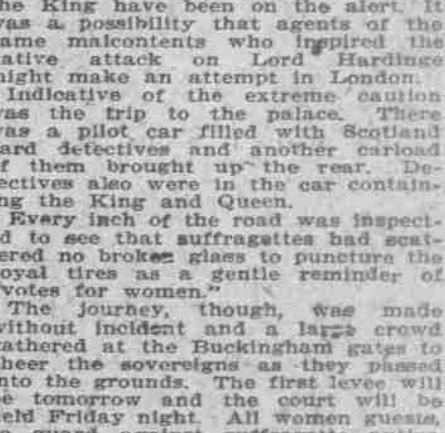 the King have been on the alert. It
was a possibility that agents of the
same malcontents who inspired the
native attack on Lord Hardinge
might make an attempt in London.
Indicative of the extreme caution
was the trip to the palace. There
was a pilot car filled with Scotland
ard detectives and another carload
of them brought up the rear. De-
ectives also were in the car contain-
ng the King and Queen.
Every inch of the road was inspect-
d to see that suffragettes had scat-
ered no broken glass to puncture the
oyal tires as a gentle reminder of
"votes for women."
The journey, though, was made
without incident and a large crowd
gathered at the Buckingham gates to
cheer the sovereigns as they passed
into the grounds. The first levee will
be tomorrow and the court will be
held Friday night. All women guests,